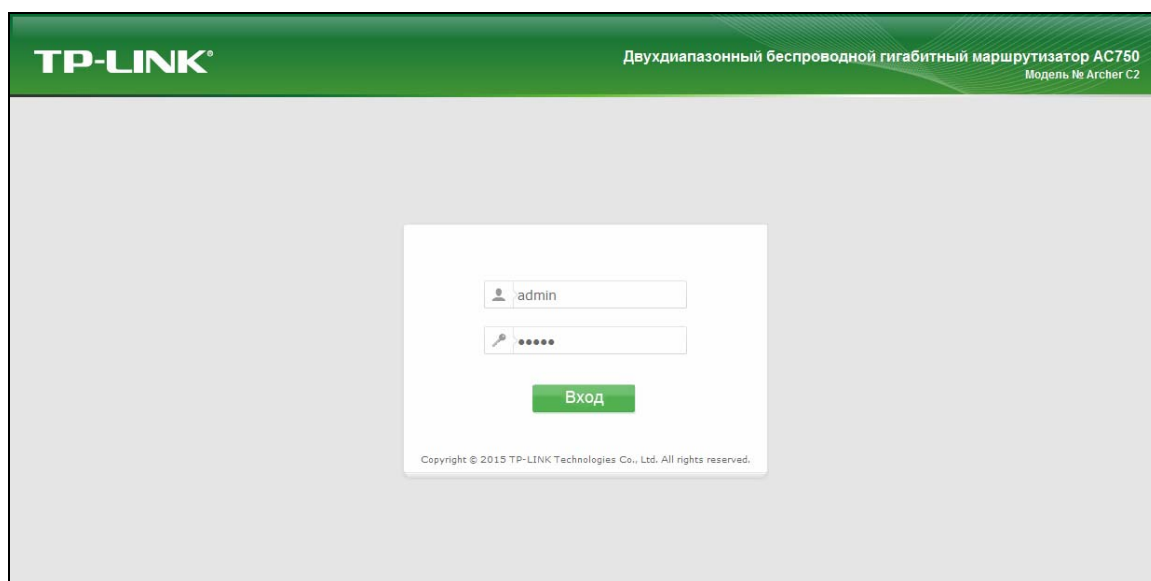 TP-LINK®
Двухдиапазонный беспроводной гигабитный маршрутизатор AC750
Модель № Archer C2
admin
•••••
Вход
Copyright © 2015 TP-LINK Technologies Co., Ltd. All rights reserved.